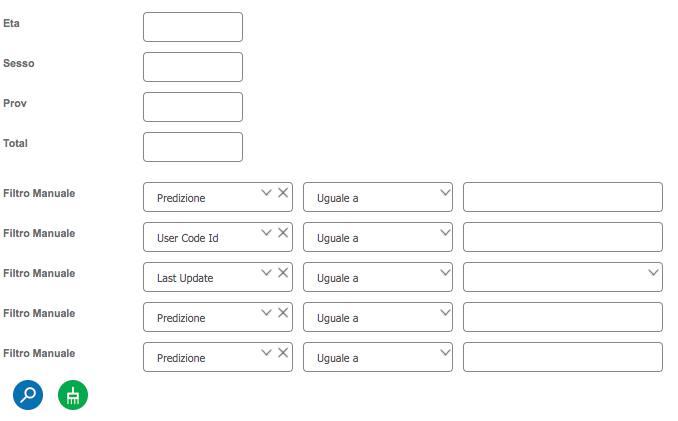 Eta
Sesso
Prov
Total
Filtro Manuale Predizione Uguale a
Filtro Manuale User Code Id Uguale a
Filtro Manuale Last Update Uguale a
Filtro Manuale Predizione Uguale a
Filtro Manuale Predizione Uguale a